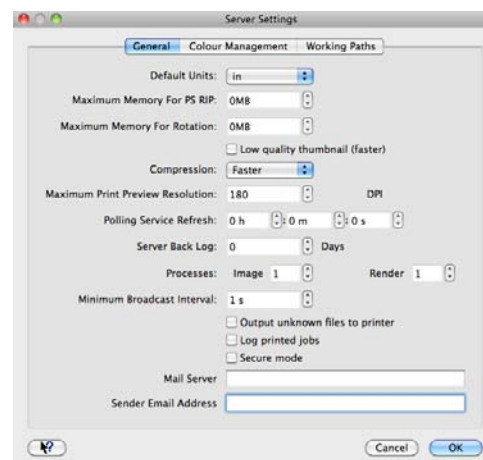 Server Settings
General Colour Management Working Paths
Default Units: in
Maximum Memory For PS RIP: 0MB
Maximum Memory For Rotation: 0MB
Low quality thumbnail (faster)
Compression: Faster
Maximum Print Preview Resolution: 180 DPI
Polling Service Refresh: 0 h : 0 m : 0 s
Server Back Log: 0 Days
Processes: Image 1 Render 1
Minimum Broadcast Interval: 1 s
Output unknown files to printer
Log printed jobs
Secure mode
Mail Server
Sender Email Address
? Cancel OK